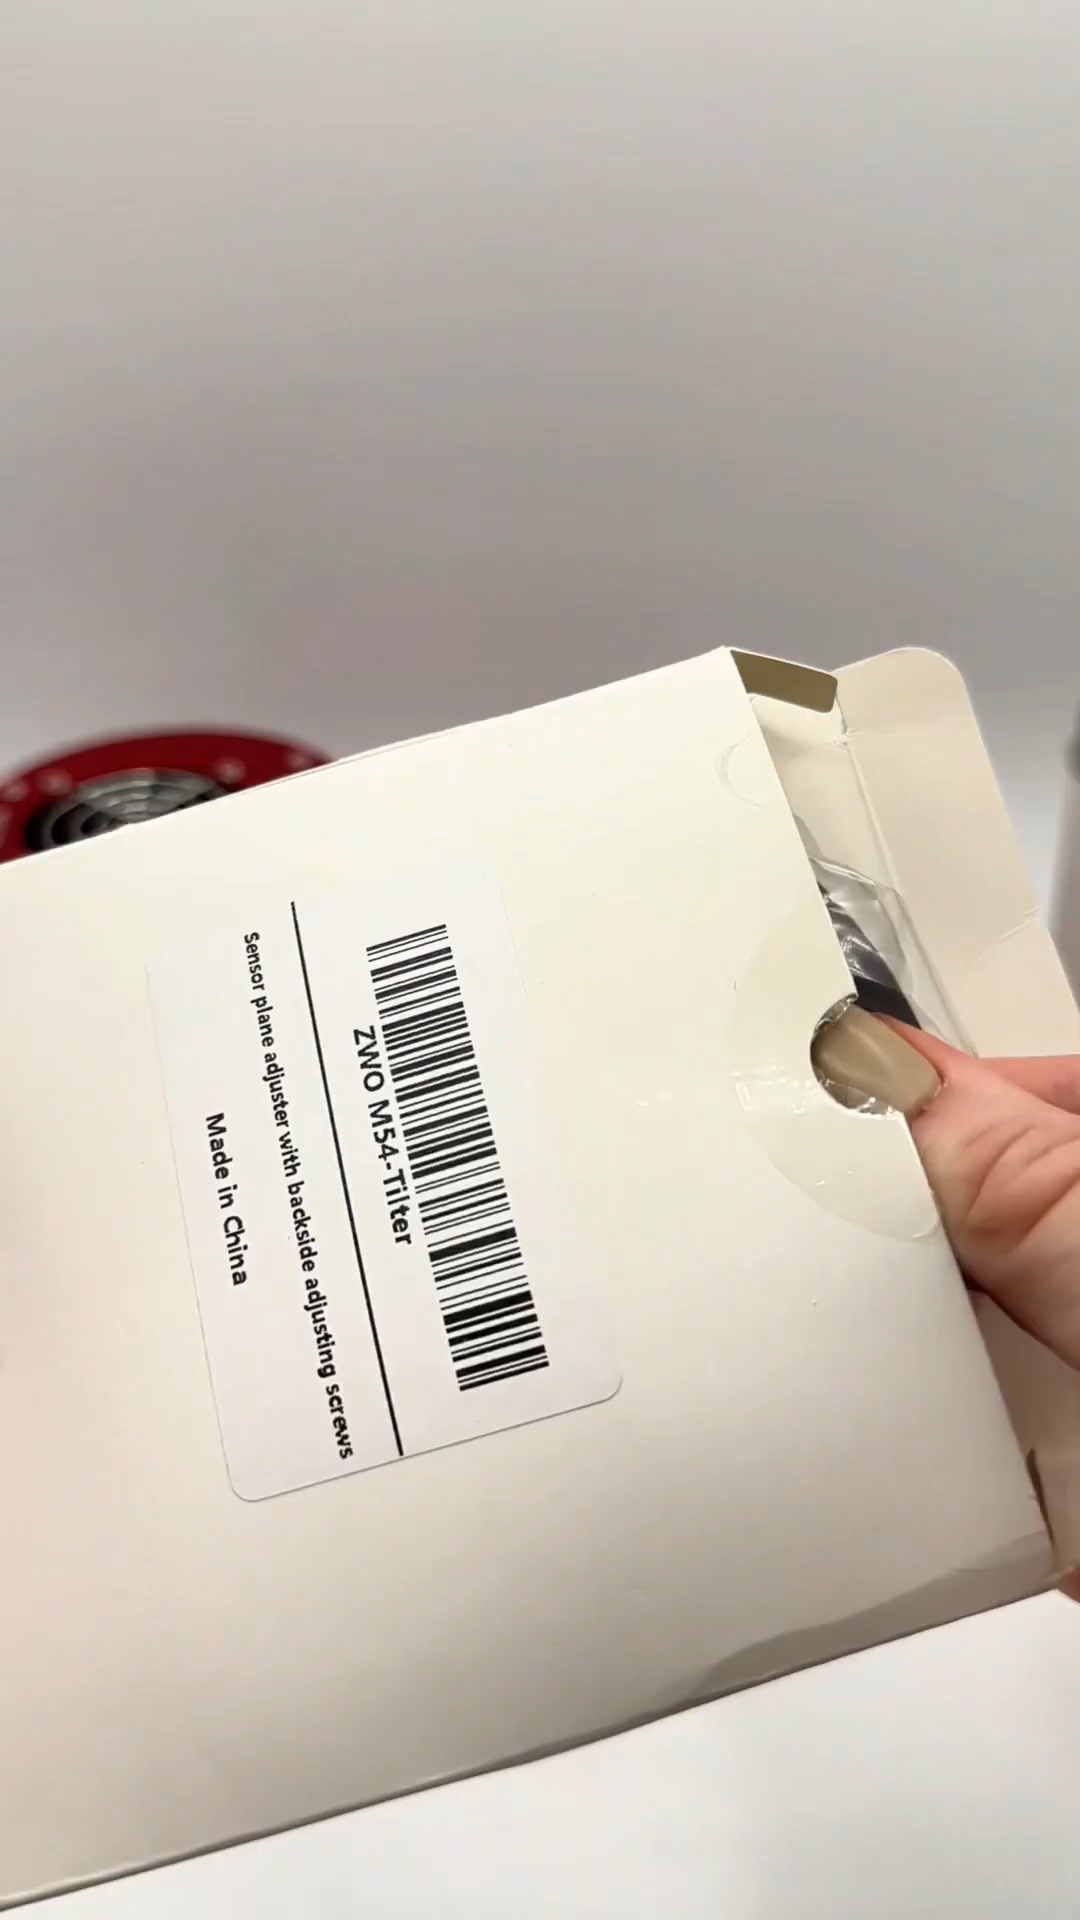 ZWO M54-Tilter
Sensor plane adjuster with backside adjusting screws
Made in China